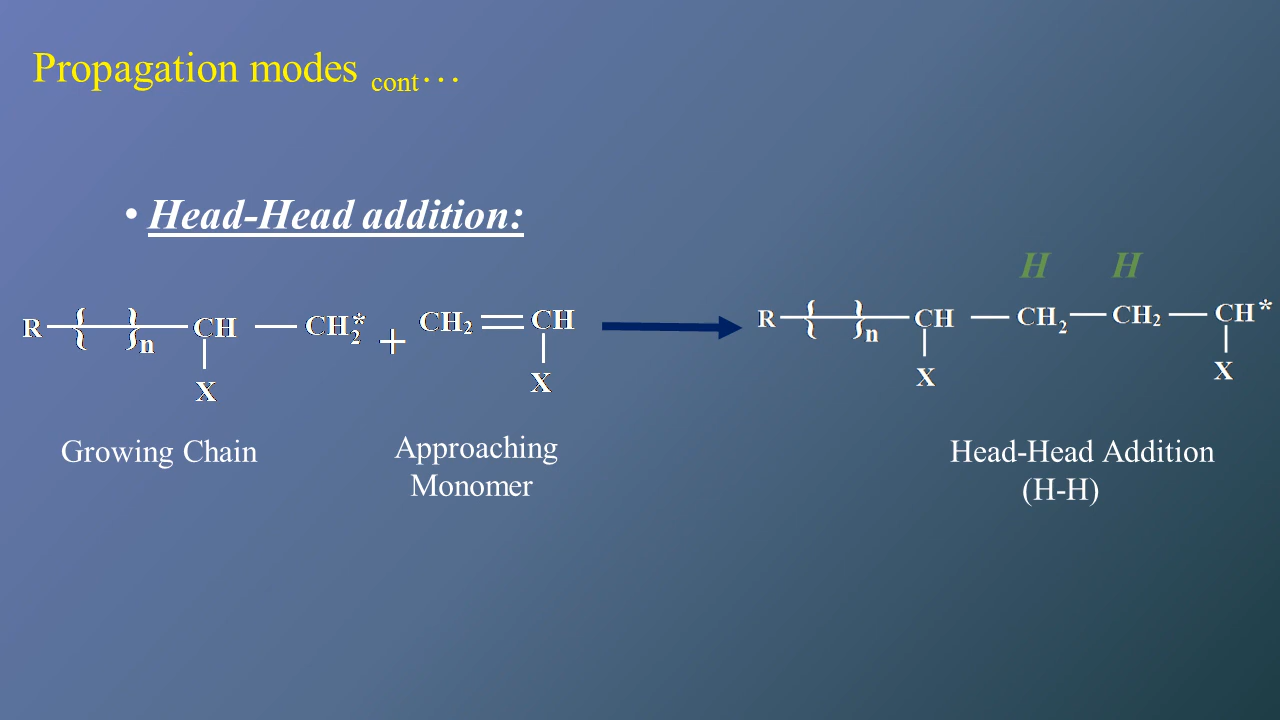 Propagation modes cont…
• Head-Head addition:
H H
R { } n CH CH2* + CH2 CH R { } n CH CH2 CH2 CH*
X X X X
Growing Chain Approaching Monomer Head-Head Addition
(H-H)